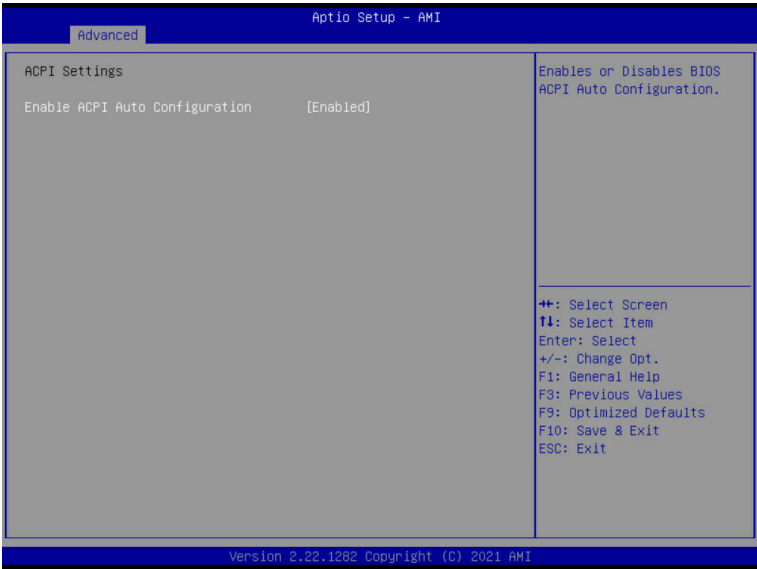 Aptio Setup – AMI
Advanced
ACPI Settings
Enable ACPI Auto Configuration [Enabled]
Enables or Disables BIOS
ACPI Auto Configuration.
→←: Select Screen
↑↓: Select Item
Enter: Select
+/-: Change Opt.
F1: General Help
F3: Previous Values
F9: Optimized Defaults
F10: Save & Exit
ESC: Exit
Version 2.22.1282 Copyright (C) 2021 AMI